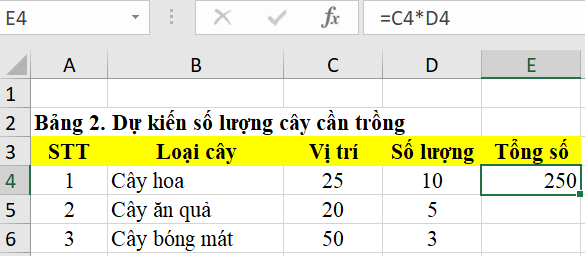 E4 fx =C4*D4
A B C D E
1
2 Bảng 2. Dự kiến số lượng cây cần trồng
3 STT Loại cây Vị trí Số lượng Tổng số
4 1 Cây hoa 25 10 250
5 2 Cây ăn quả 20 5
6 3 Cây bóng mát 50 3